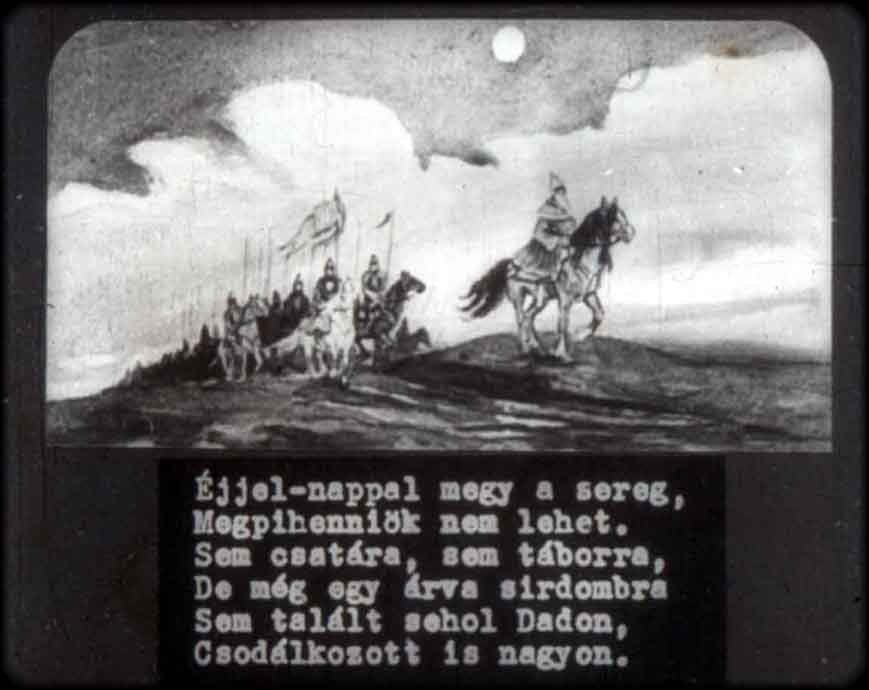 Éjjel-nappal megy a sereg,
Megpihenniök nem lehet.
Sem csatára, sem táborra,
De még egy árva sirdombra
Sem talált sehol Dadon,
Csodálkozott is nagyon.